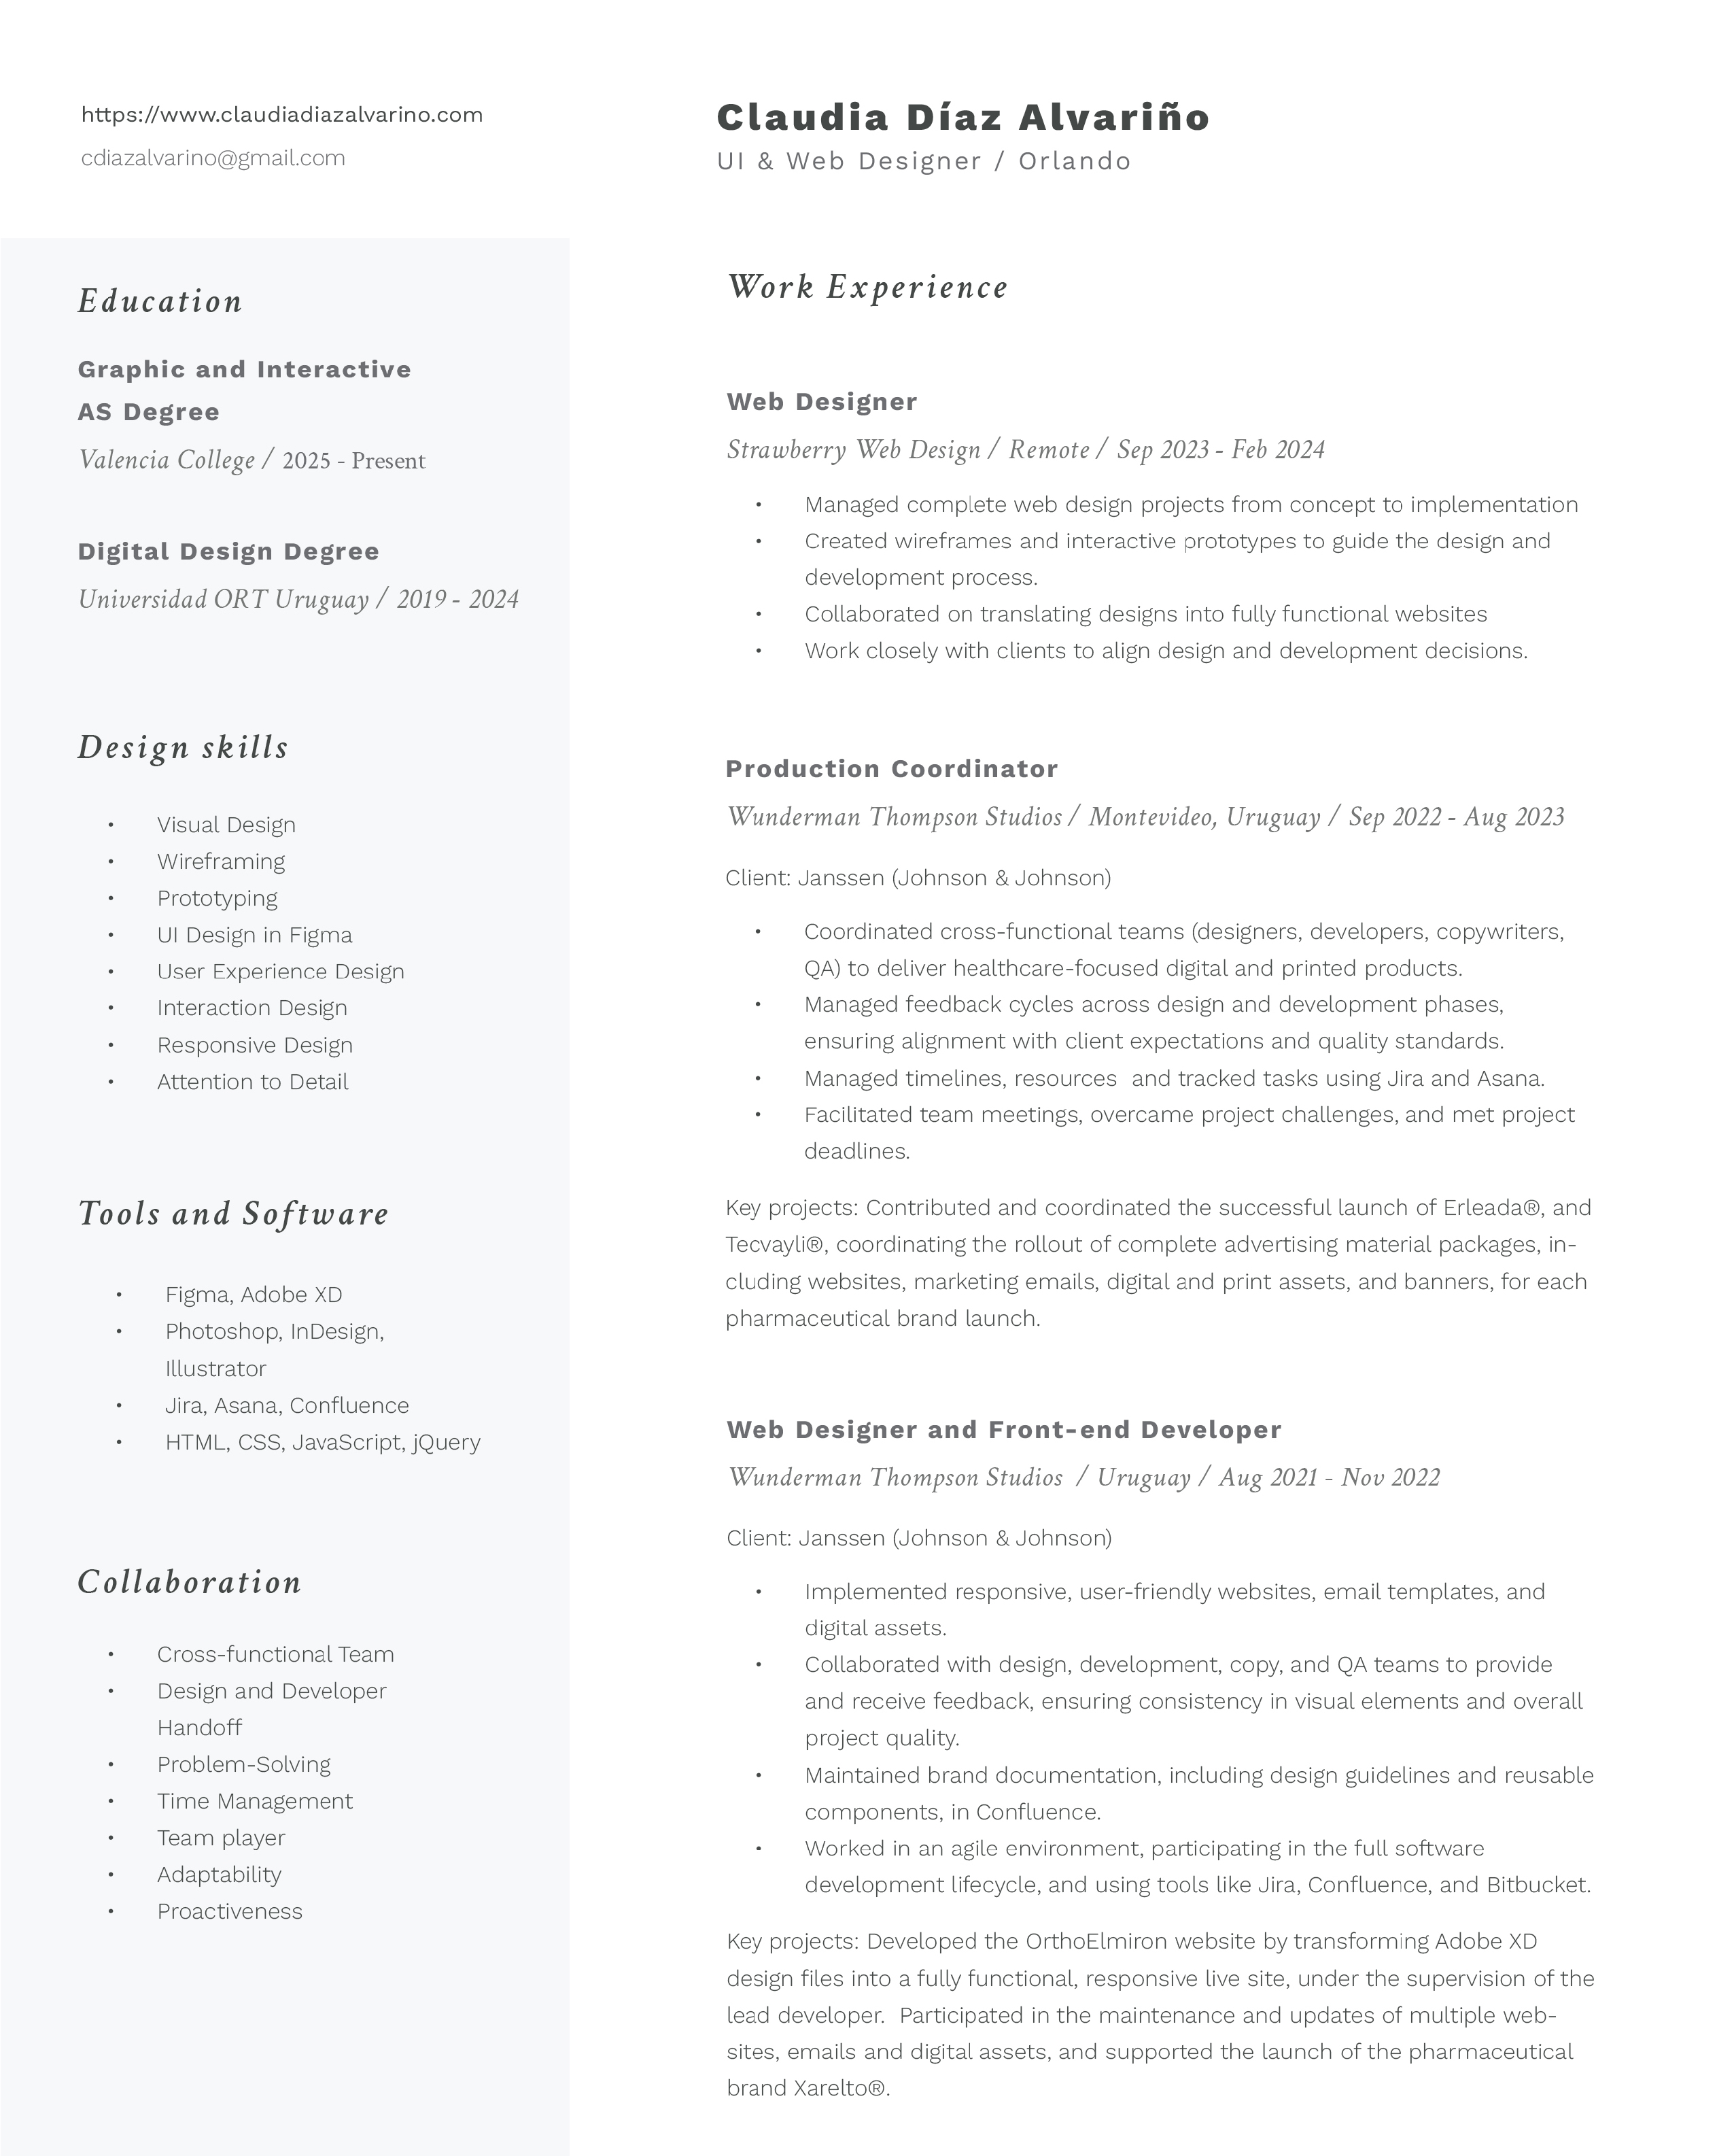 https://www.claudiadiazalvarino.com
cdiazalvarino@gmail.com
Claudia Díaz Alvariño
UI & Web Designer / Orlando
Education
Graphic and Interactive
AS Degree
Valencia College / 2025 - Present
Digital Design Degree
Universidad ORT Uruguay / 2019 - 2024
Design skills
• Visual Design
• Wireframing
• Prototyping
• UI Design in Figma
• User Experience Design
• Interaction Design
• Responsive Design
• Attention to Detail
Tools and Software
• Figma, Adobe XD
• Photoshop, InDesign,
Illustrator
• Jira, Asana, Confluence
• HTML, CSS, JavaScript, jQuery
Collaboration
• Cross-functional Team
• Design and Developer
Handoff
• Problem-Solving
• Time Management
• Team player
• Adaptability
• Proactiveness
Work Experience
Web Designer
Strawberry Web Design / Remote / Sep 2023 - Feb 2024
• Managed complete web design projects from concept to implementation
• Created wireframes and interactive prototypes to guide the design and
development process.
• Collaborated on translating designs into fully functional websites
• Work closely with clients to align design and development decisions.
Production Coordinator
Wunderman Thompson Studios / Montevideo, Uruguay / Sep 2022 - Aug 2023
Client: Janssen (Johnson & Johnson)
• Coordinated cross-functional teams (designers, developers, copywriters,
QA) to deliver healthcare-focused digital and printed products.
• Managed feedback cycles across design and development phases,
ensuring alignment with client expectations and quality standards.
• Managed timelines, resources  and tracked tasks using Jira and Asana.
• Facilitated team meetings, overcame project challenges, and met project
deadlines.
Key projects: Contributed and coordinated the successful launch of Erleada®, and
Tecvayli®, coordinating the rollout of complete advertising material packages, in-
cluding websites, marketing emails, digital and print assets, and banners, for each
pharmaceutical brand launch.
Web Designer and Front-end Developer
Wunderman Thompson Studios / Uruguay / Aug 2021 - Nov 2022
Client: Janssen (Johnson & Johnson)
• Implemented responsive, user-friendly websites, email templates, and
digital assets.
• Collaborated with design, development, copy, and QA teams to provide
and receive feedback, ensuring consistency in visual elements and overall
project quality.
• Maintained brand documentation, including design guidelines and reusable
components, in Confluence.
• Worked in an agile environment, participating in the full software
development lifecycle, and using tools like Jira, Confluence, and Bitbucket.
Key projects: Developed the OrthoElmiron website by transforming Adobe XD
design files into a fully functional, responsive live site, under the supervision of the
lead developer.  Participated in the maintenance and updates of multiple web-
sites, emails and digital assets, and supported the launch of the pharmaceutical
brand Xarelto®.